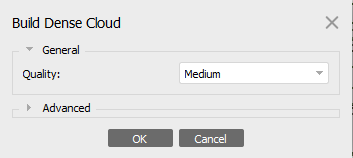 Build Dense Cloud
General
Quality: Medium
Advanced
OK Cancel